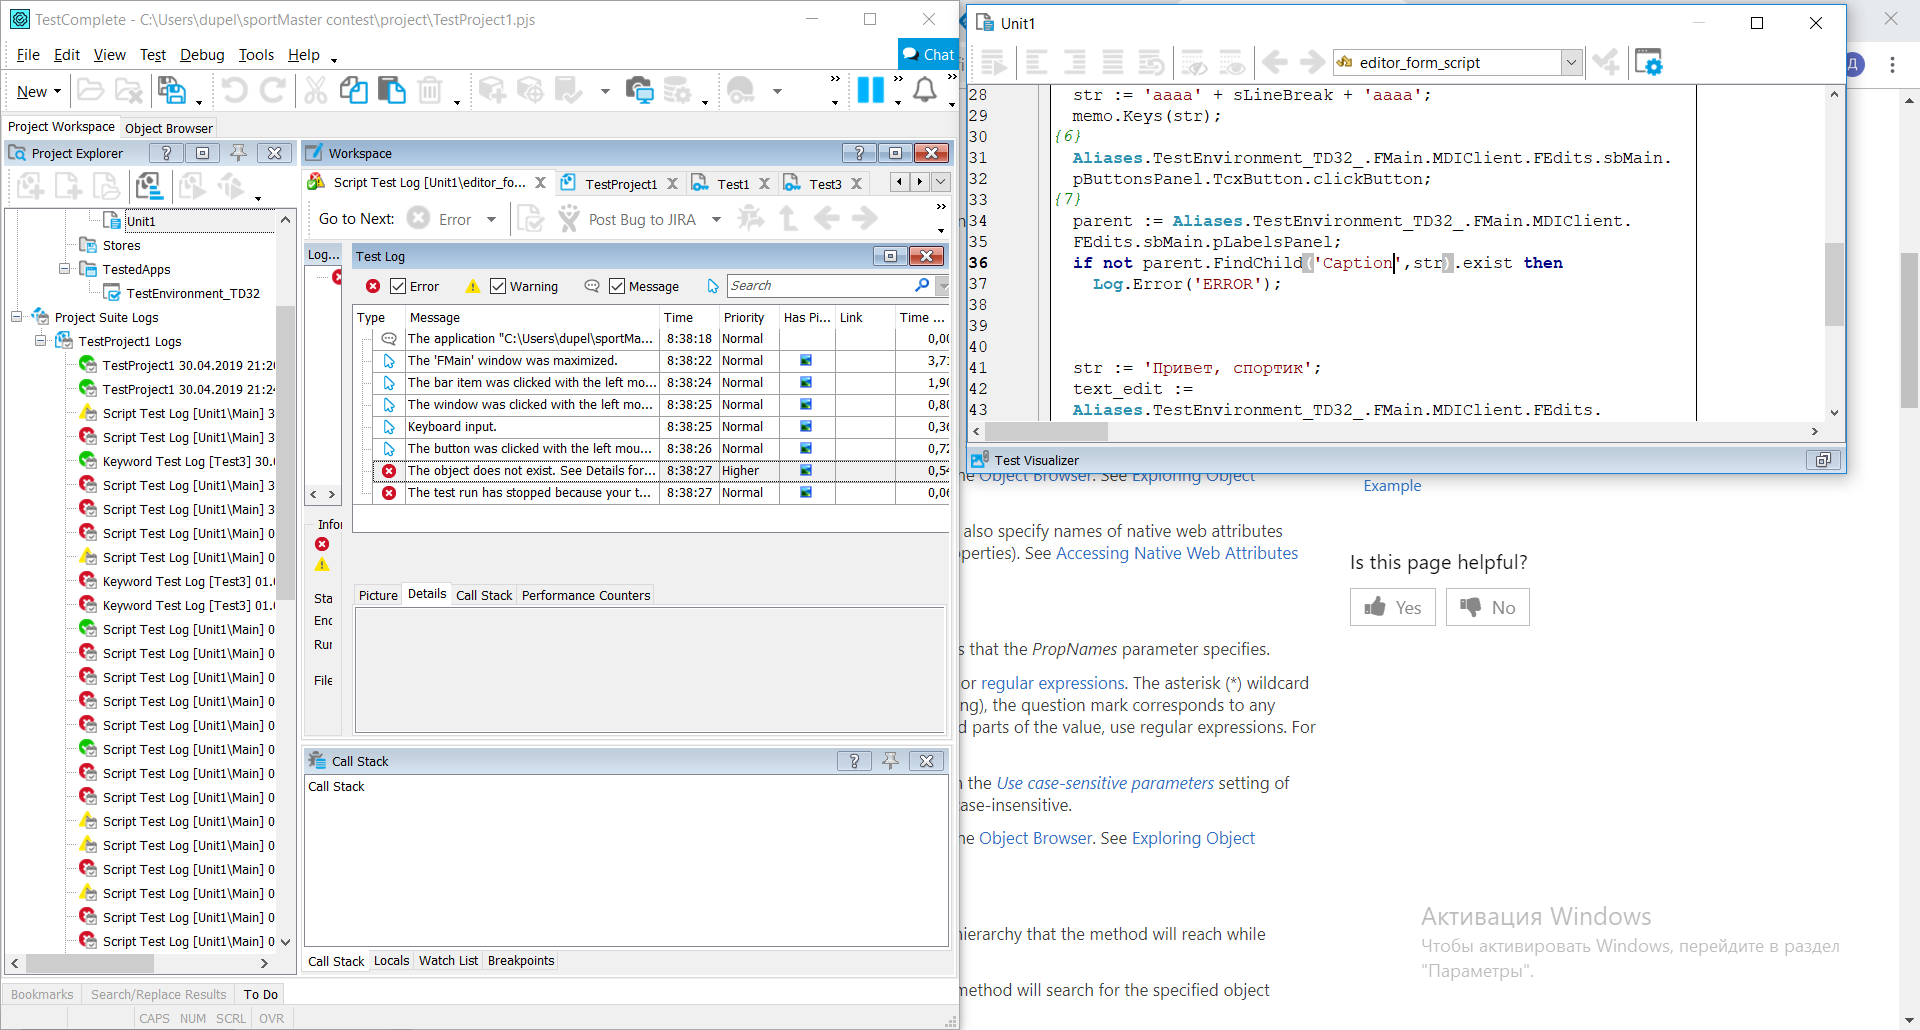 TestComplete - C:\Users\dupel\sportMaster contest\project\TestProject1.pjs
File Edit View Test Debug Tools Help
Chat
New
Project Workspace Object Browser
Project Explorer
Unit1
Stores
TestedApps
TestEnvironment_TD32
Project Suite Logs
TestProject1 Logs
TestProject1 30.04.2019 21:20
TestProject1 30.04.2019 21:24
Script Test Log [Unit1\Main] 3
Script Test Log [Unit1\Main] 3
Keyword Test Log [Test3] 30.
Script Test Log [Unit1\Main] 3
Script Test Log [Unit1\Main] 3
Script Test Log [Unit1\Main] 0
Script Test Log [Unit1\Main] 0
Keyword Test Log [Test3] 01.
Keyword Test Log [Test3] 01.
Script Test Log [Unit1\Main] 0
Script Test Log [Unit1\Main] 0
Script Test Log [Unit1\Main] 0
Script Test Log [Unit1\Main] 0
Script Test Log [Unit1\Main] 0
Script Test Log [Unit1\Main] 0
Script Test Log [Unit1\Main] 0
Script Test Log [Unit1\Main] 0
Script Test Log [Unit1\Main] 0
Script Test Log [Unit1\Main] 0
Script Test Log [Unit1\Main] 0
Script Test Log [Unit1\Main] 0
Script Test Log [Unit1\Main] 0
Script Test Log [Unit1\Main] 0
Workspace
Script Test Log [Unit1\editor_fo... TestProject1 Test1 Test3
Go to Next: Error Post Bug to JIRA
Log...
Test Log
Error Warning Message Search
Type Message Time Priority Has Pi... Link Time ...
The application "C:\Users\dupel\sportMa... 8:38:18 Normal 0,00
The 'FMain' window was maximized. 8:38:22 Normal 3,71
The bar item was clicked with the left mo... 8:38:24 Normal 1,90
The window was clicked with the left mo... 8:38:25 Normal 0,80
Keyboard input. 8:38:25 Normal 0,36
The button was clicked with the left mou... 8:38:26 Normal 0,72
The object does not exist. See Details for... 8:38:27 Higher 0,54
The test run has stopped because your t... 8:38:27 Normal 0,06
Infor
Sta
Enc
Rur
File
Picture Details Call Stack Performance Counters
Call Stack
Call Stack
Call Stack Locals Watch List Breakpoints
Bookmarks Search/Replace Results To Do
CAPS NUM SCRL OVR
Unit1
editor_form_script
28 str := 'aaaa' + sLineBreak + 'aaaa';
29 memo.Keys(str);
30 {6}
31 Aliases.TestEnvironment_TD32_.FMain.MDIClient.FEdits.sbMain.
32 pButtonsPanel.TcxButton.clickButton;
33 {7}
34 parent := Aliases.TestEnvironment_TD32_.FMain.MDIClient.
35 FEdits.sbMain.pLabelsPanel;
36 if not parent.FindChild('Caption',str).exist then
37 Log.Error('ERROR');
38
39
40
41 str := 'Привет, спортик';
42 text_edit :=
43 Aliases.TestEnvironment_TD32_.FMain.MDIClient.FEdits.
Test Visualizer
Д
he Object Browser. See Exploring Object
Example
also specify names of native web attributes
operties). See Accessing Native Web Attributes
Is this page helpful?
Yes No
s that the PropNames parameter specifies.
or regular expressions. The asterisk (*) wildcard
ng), the question mark corresponds to any
d parts of the value, use regular expressions. For
n the Use case-sensitive parameters setting of
ase-insensitive.
he Object Browser. See Exploring Object
hierarchy that the method will reach while
method will search for the specified object
Активация Windows
Чтобы активировать Windows, перейдите в раздел
"Параметры".